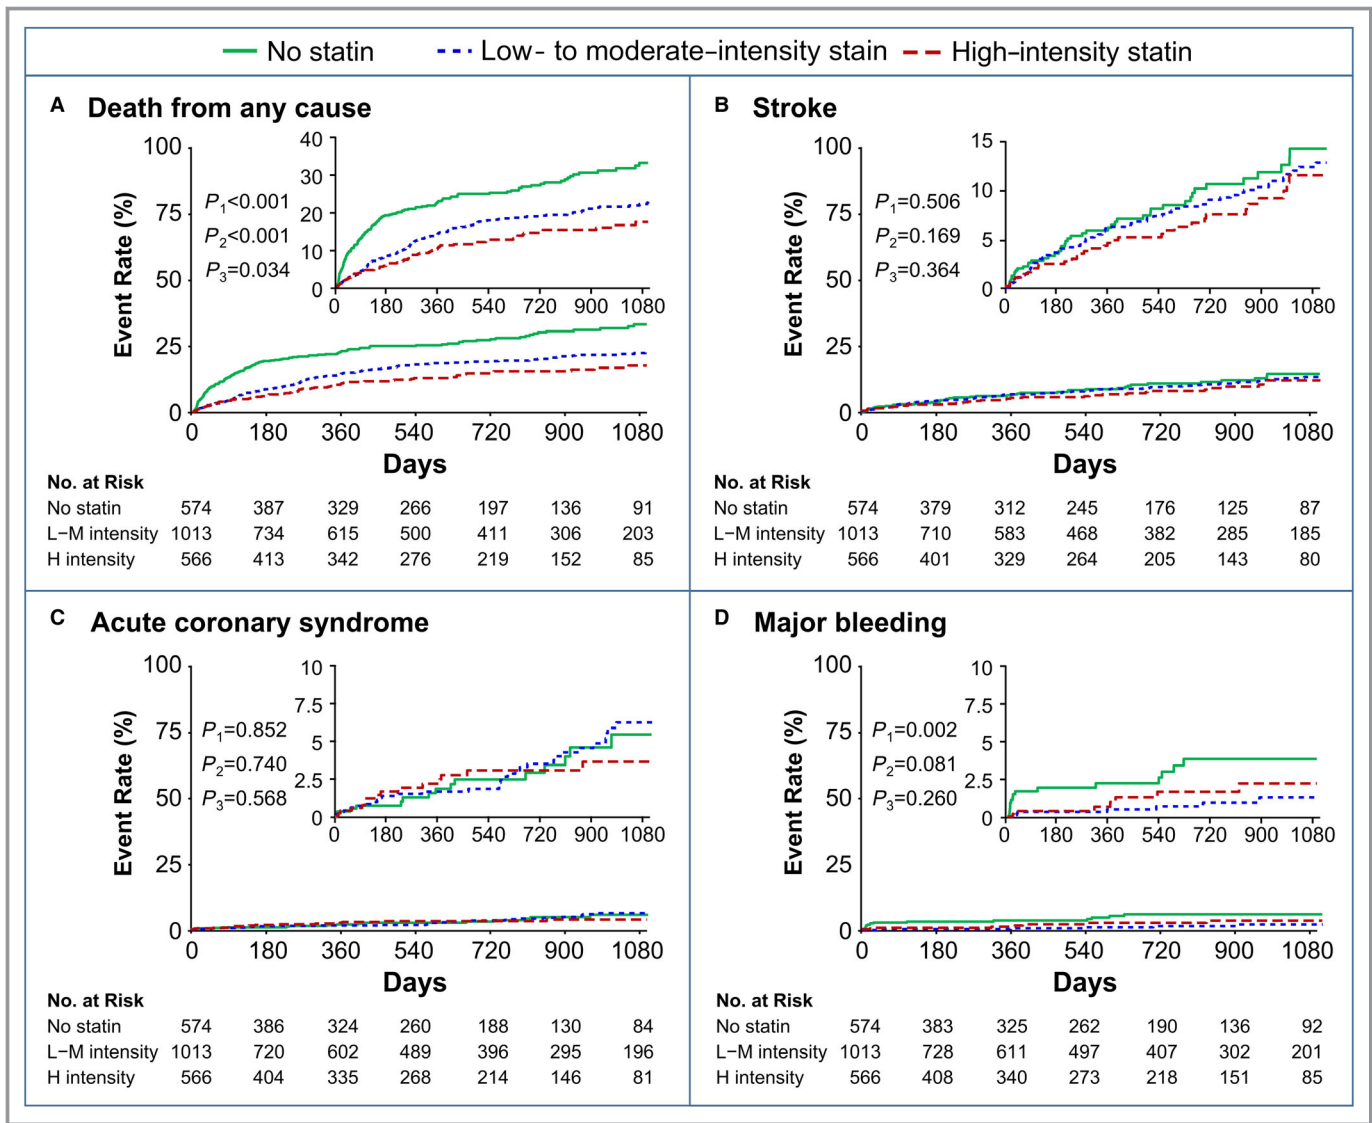 No statin Low- to moderate-intensity stain High-intensity statin
A Death from any cause
100
75
50
25
0
Event Rate (%)
P1<0.001
P2<0.001
P3=0.034
40
30
20
10
0
0 180 360 540 720 900 1080
0 180 360 540 720 900 1080
Days
No. at Risk
No statin 574 387 329 266 197 136 91
L-M intensity 1013 734 615 500 411 306 203
H intensity 566 413 342 276 219 152 85
B Stroke
100
75
50
25
0
Event Rate (%)
P1=0.506
P2=0.169
P3=0.364
15
10
5
0
0 180 360 540 720 900 1080
0 180 360 540 720 900 1080
Days
No. at Risk
No statin 574 379 312 245 176 125 87
L-M intensity 1013 710 583 468 382 285 185
H intensity 566 401 329 264 205 143 80
C Acute coronary syndrome
100
75
50
25
0
Event Rate (%)
P1=0.852
P2=0.740
P3=0.568
10
7.5
5
2.5
0
0 180 360 540 720 900 1080
0 180 360 540 720 900 1080
Days
No. at Risk
No statin 574 386 324 260 188 130 84
L-M intensity 1013 720 602 489 396 295 196
H intensity 566 404 335 268 214 146 81
D Major bleeding
100
75
50
25
0
Event Rate (%)
P1=0.002
P2=0.081
P3=0.260
10
7.5
5
2.5
0
0 180 360 540 720 900 1080
0 180 360 540 720 900 1080
Days
No. at Risk
No statin 574 383 325 262 190 136 92
L-M intensity 1013 728 611 497 407 302 201
H intensity 566 408 340 273 218 151 85